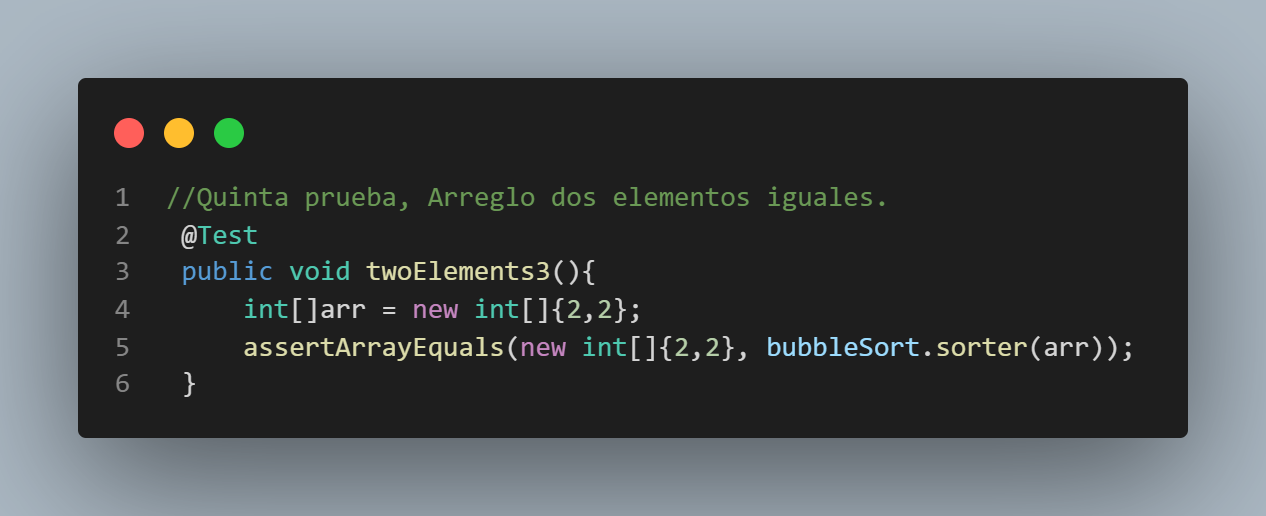 1 //Quinta prueba, Arreglo dos elementos iguales.
2 @Test
3 public void twoElements3(){
4 int[]arr = new int[]{2,2};
5 assertArrayEquals(new int[]{2,2}, bubbleSort.sorter(arr));
6 }